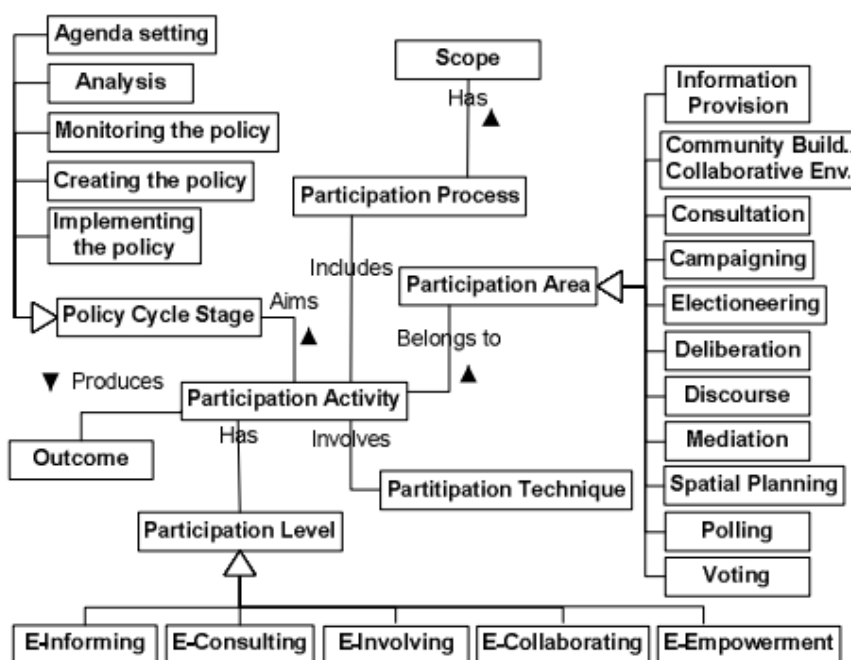 Agenda setting
Analysis
Monitoring the policy
Creating the policy
Implementing
the policy
Policy Cycle Stage
Aims
Scope
Has
Participation Process
Includes
Participation Area
Belongs to
Information
Provision
Community Build..
Collaborative Env.
Consultation
Campaigning
Electioneering
Deliberation
Discourse
Mediation
Spatial Planning
Polling
Voting
Produces
Participation Activity
Outcome
Has
Involves
Partitipation Technique
Participation Level
E-Informing
E-Consulting
E-Involving
E-Collaborating
E-Empowerment